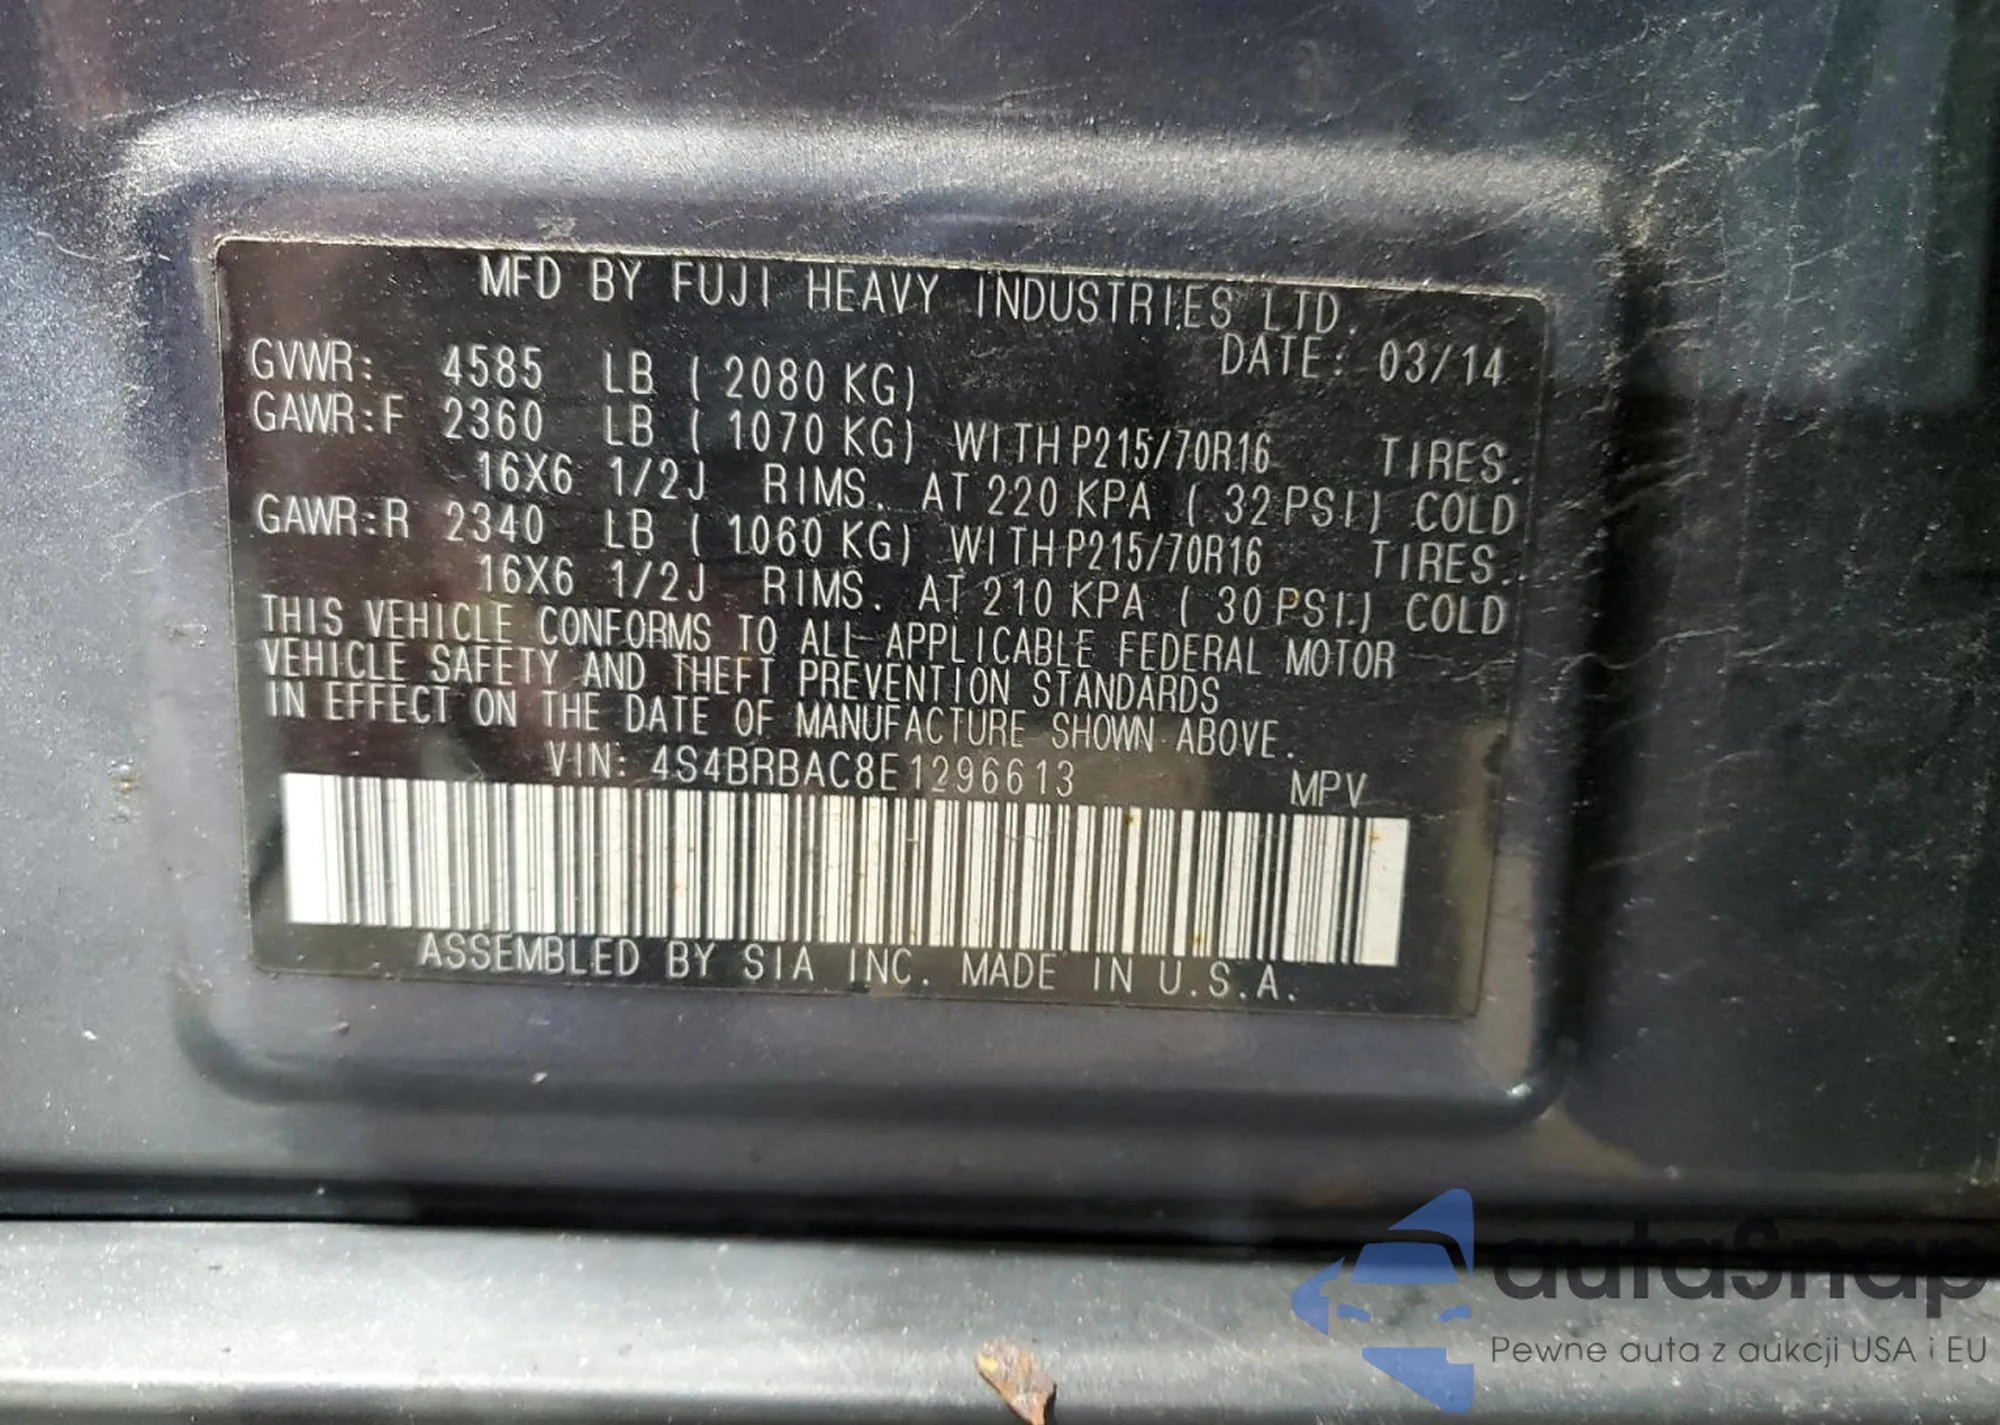 MFD BY FUJI HEAVY INDUSTRIES LTD.
DATE: 03/14
GVWR: 4585 LB ( 2080 KG)
GAWR:F 2360 LB ( 1070 KG) WITH P215/70R16 TIRES.
16X6 1/2J RIMS. AT 220 KPA ( 32 PSI) COLD
GAWR:R 2340 LB ( 1060 KG) WITH P215/70R16 TIRES.
16X6 1/2J RIMS. AT 210 KPA ( 30 PSI.) COLD
THIS VEHICLE CONFORMS TO ALL APPLICABLE FEDERAL MOTOR
VEHICLE SAFETY AND THEFT PREVENTION STANDARDS
IN EFFECT ON THE DATE OF MANUFACTURE SHOWN ABOVE.
VIN: 4S4BRBAC8E1296613 MPV
ASSEMBLED BY SIA INC. MADE IN U.S.A.
autaSnap
Pewne auta z aukcji USA i EU